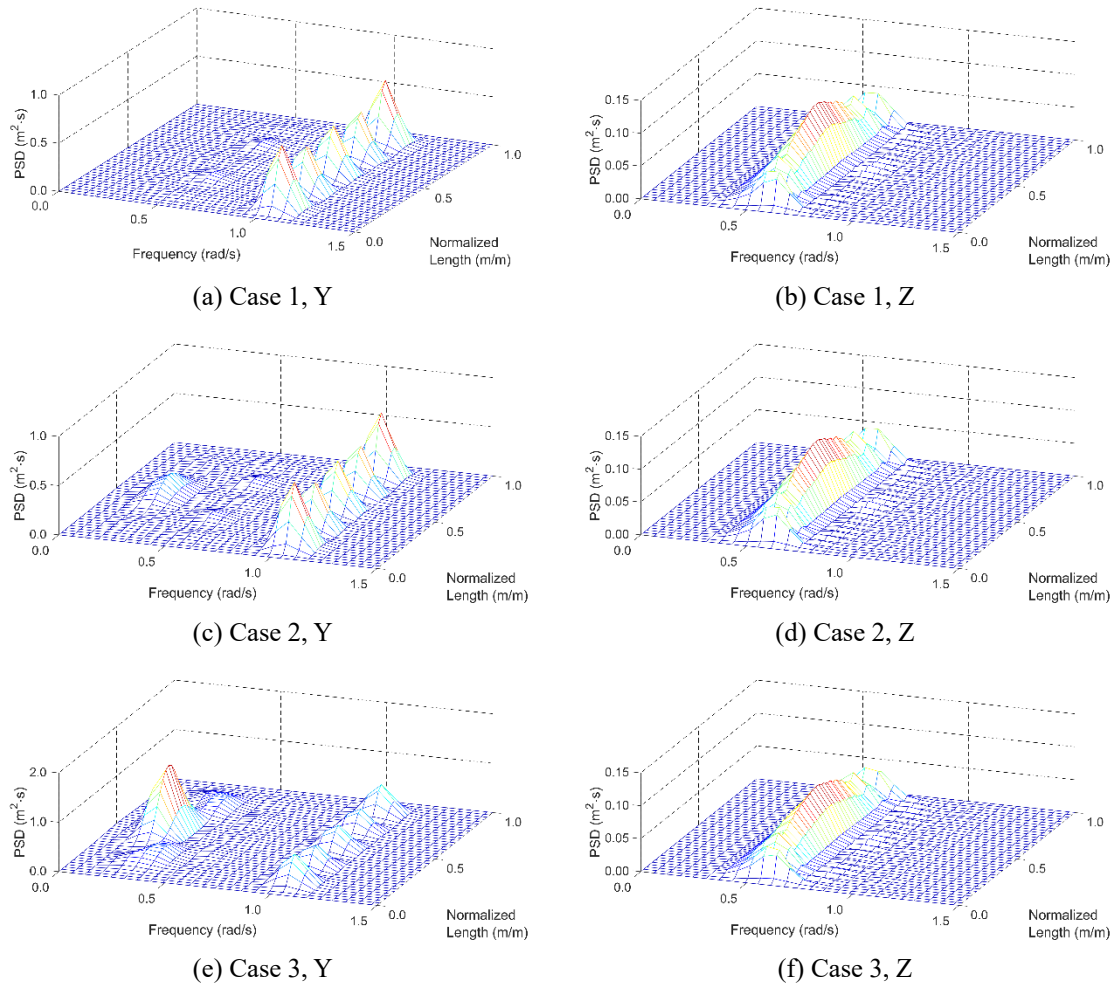 1.0
0.5
0.0
PSD (m²·s)
0.0
0.5
1.0
1.5
Frequency (rad/s)
0.0
0.5
1.0
Normalized
Length (m/m)
(a) Case 1, Y
0.15
0.10
0.05
0.00
PSD (m²·s)
0.0
0.5
1.0
1.5
Frequency (rad/s)
0.0
0.5
1.0
Normalized
Length (m/m)
(b) Case 1, Z
1.0
0.5
0.0
PSD (m²·s)
0.0
0.5
1.0
1.5
Frequency (rad/s)
0.0
0.5
1.0
Normalized
Length (m/m)
(c) Case 2, Y
0.15
0.10
0.05
0.00
PSD (m²·s)
0.0
0.5
1.0
1.5
Frequency (rad/s)
0.0
0.5
1.0
Normalized
Length (m/m)
(d) Case 2, Z
2.0
1.0
0.0
PSD (m²·s)
0.0
0.5
1.0
1.5
Frequency (rad/s)
0.0
0.5
1.0
Normalized
Length (m/m)
(e) Case 3, Y
0.15
0.10
0.05
0.00
PSD (m²·s)
0.0
0.5
1.0
1.5
Frequency (rad/s)
0.0
0.5
1.0
Normalized
Length (m/m)
(f) Case 3, Z